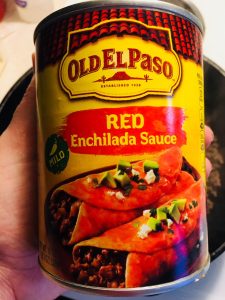 OLD EL PASO
ESTABLISHED 1938
RED
Enchilada Sauce
MILD